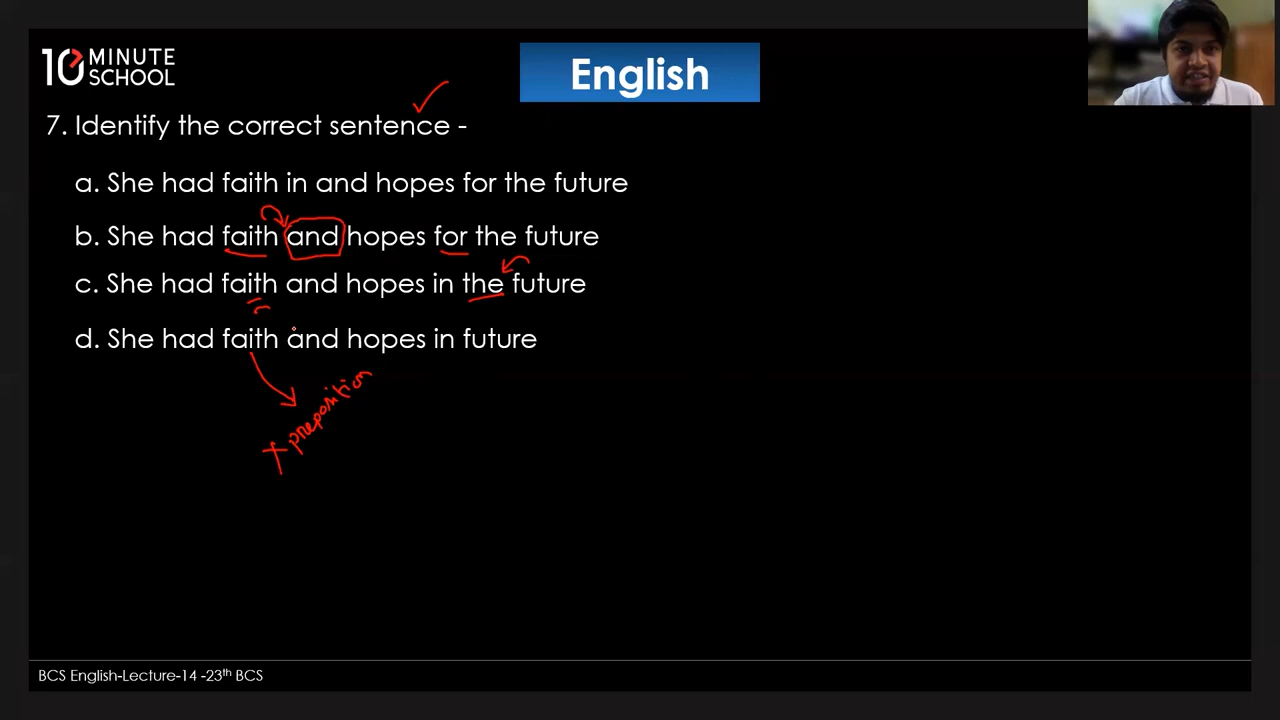 10 MINUTE SCHOOL
English
7. Identify the correct sentence -
a. She had faith in and hopes for the future
b. She had faith and hopes for the future
c. She had faith and hopes in the future
d. She had faith and hopes in future
X preposition
BCS English-Lecture-14 -23th BCS